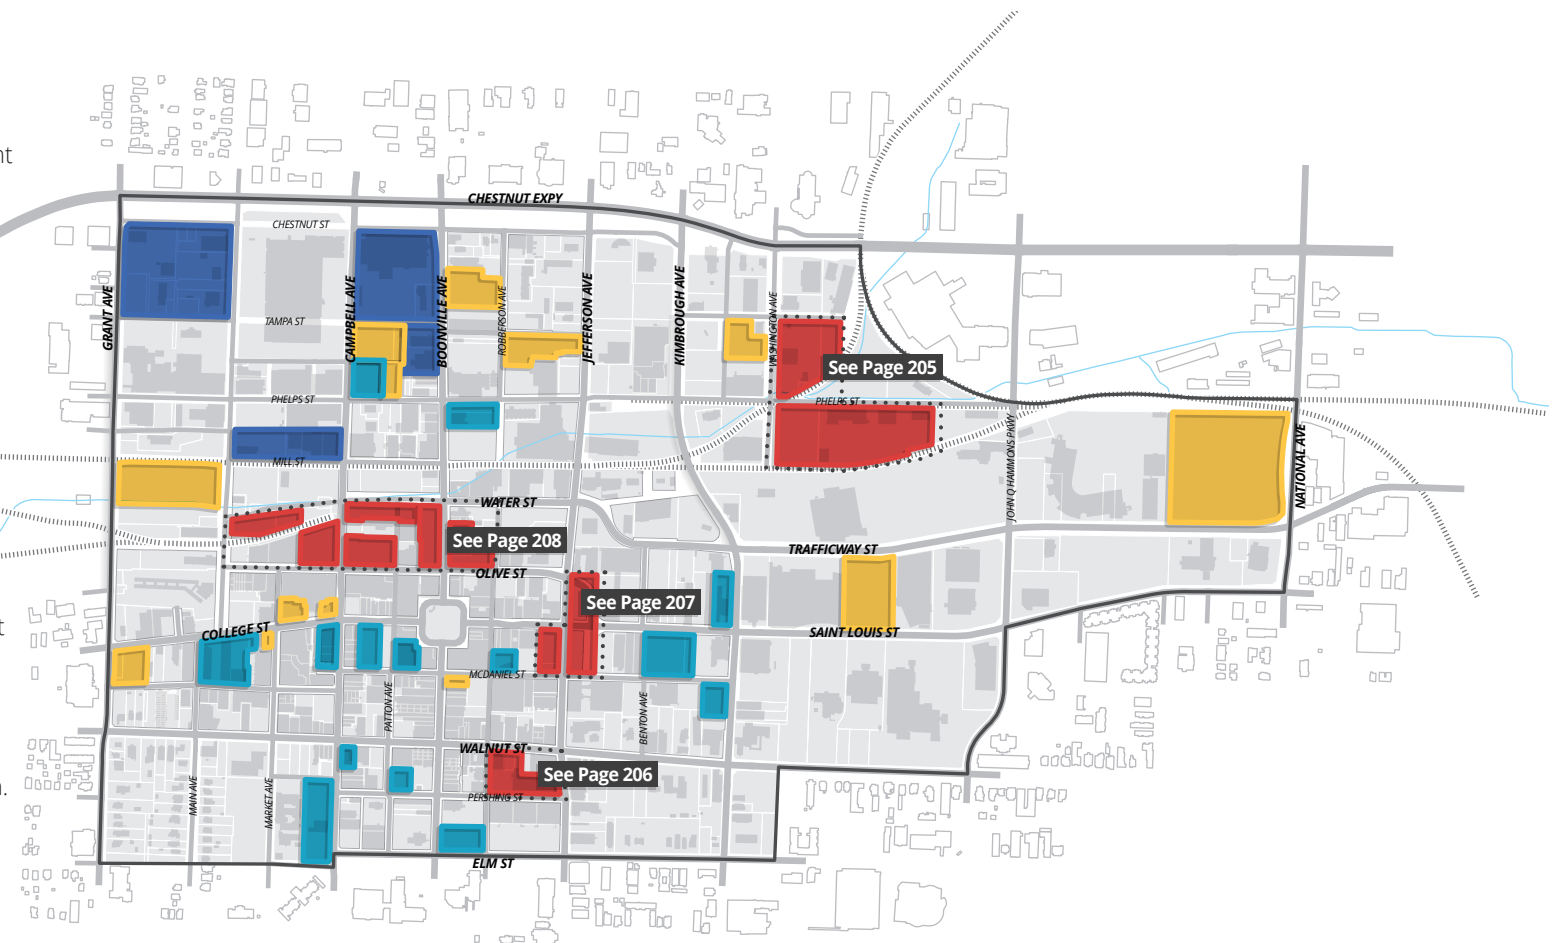 nt
CHESTNUT EXPY
CHESTNUT ST
GRANT AVE
CAMPBELL AVE
BOONVILLE AVE
ROBBERSON AVE
JEFFERSON AVE
KIMBROUGH AVE
WASHINGTON AVE
TAMPA ST
See Page 205
PHELPS ST
PHELPS ST
JOHN Q HAMMONS PKWY
NATIONAL AVE
MILL ST
WATER ST
See Page 208
TRAFFICWAY ST
OLIVE ST
See Page 207
t
COLLEGE ST
SAINT LOUIS ST
MCDANIEL ST
PATTON AVE
BENTON AVE
WALNUT ST
See Page 206
.
MAIN AVE
MARKET AVE
PERSHING ST
ELM ST